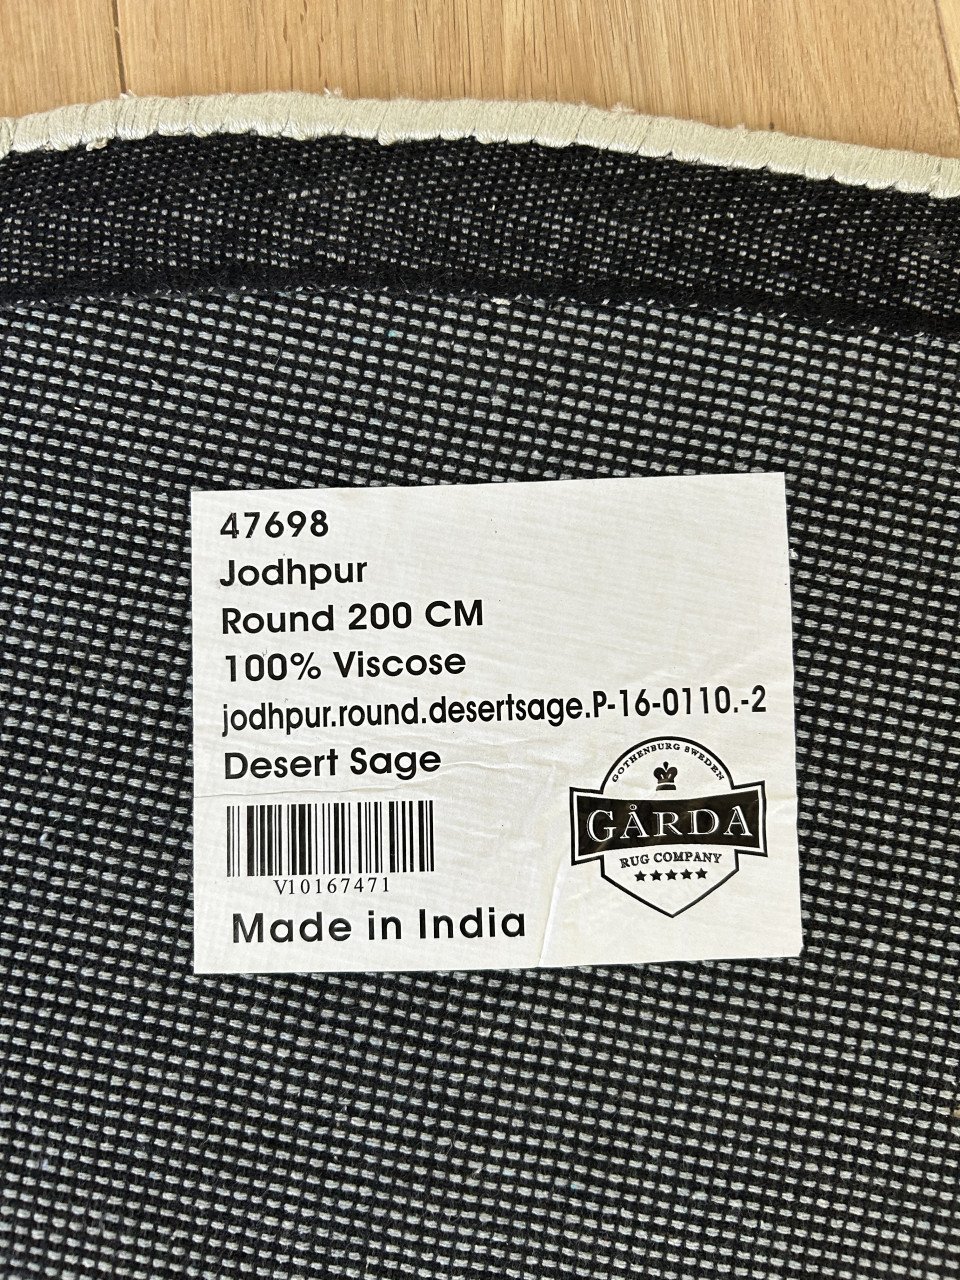 47698
Jodhpur
Round 200 CM
100% Viscose
jodhpur.round.desertsage.P-16-0110.-2
Desert Sage
V10167471
Made in India
GOTHENBURG SWEDEN
GÅRDA
RUG COMPANY